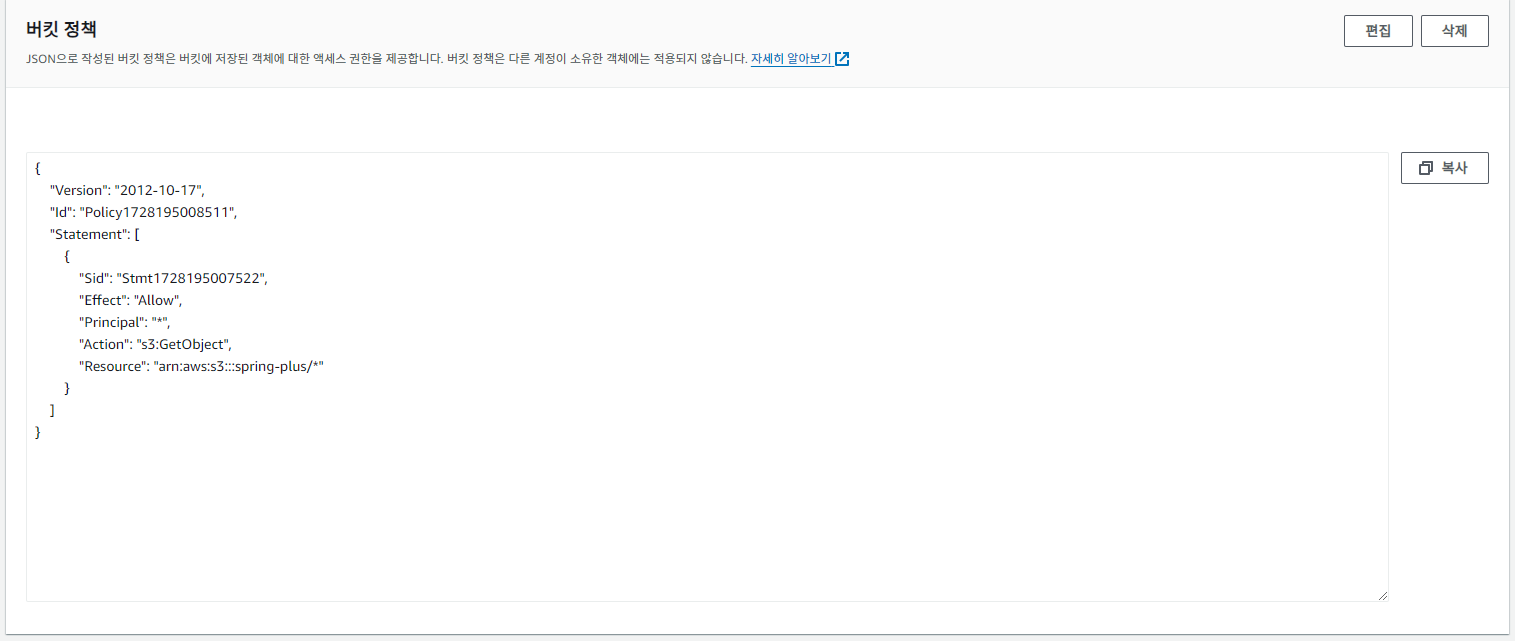 버킷 정책
편집
삭제
JSON으로 작성된 버킷 정책은 버킷에 저장된 객체에 대한 액세스 권한을 제공합니다. 버킷 정책은 다른 계정이 소유한 객체에는 적용되지 않습니다. 자세히 알아보기
복사
{
"Version": "2012-10-17",
"Id": "Policy1728195008511",
"Statement": [
{
"Sid": "Stmt1728195007522",
"Effect": "Allow",
"Principal": "*",
"Action": "s3:GetObject",
"Resource": "arn:aws:s3:::spring-plus/*"
}
]
}